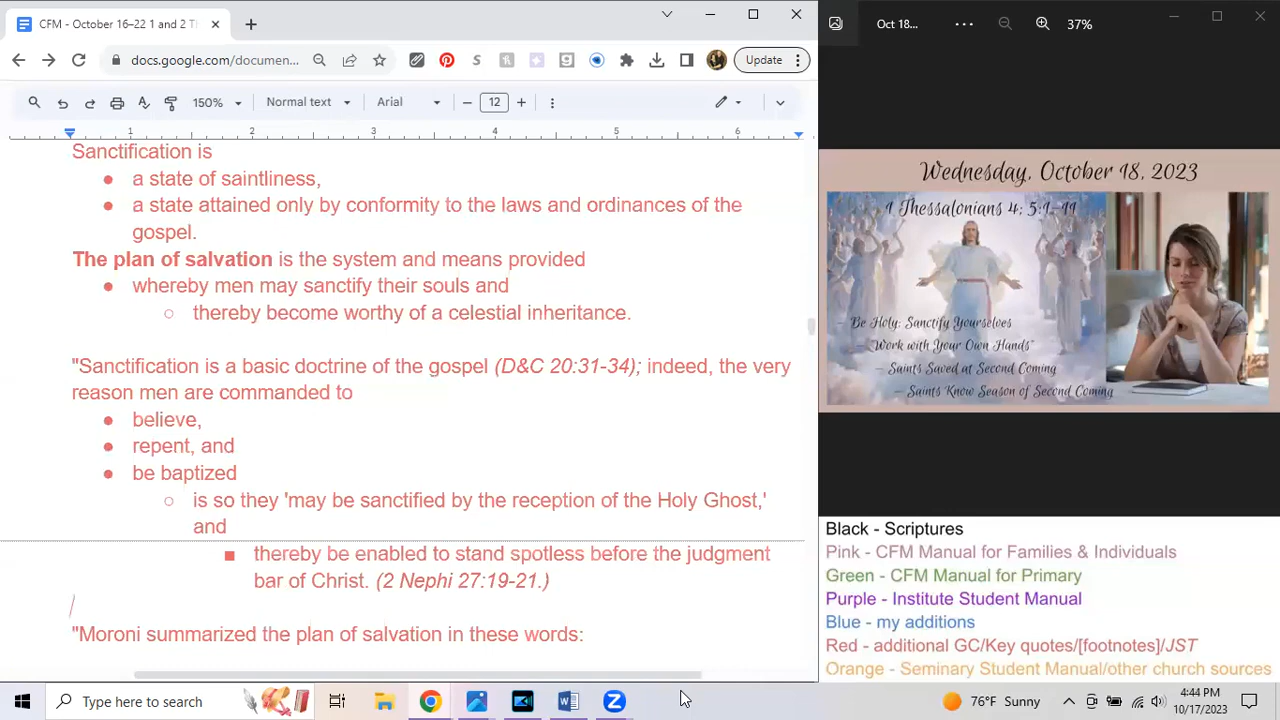 CFM - October 16–22 1 and 2 T
docs.google.com/documen...
Update
150%
Normal text
Arial
12
1 2 3 4 5 6
Sanctification is
● a state of saintliness,
● a state attained only by conformity to the laws and ordinances of the
gospel.
The plan of salvation is the system and means provided
● whereby men may sanctify their souls and
○ thereby become worthy of a celestial inheritance.
"Sanctification is a basic doctrine of the gospel (D&C 20:31-34); indeed, the very
reason men are commanded to
● believe,
● repent, and
● be baptized
○ is so they 'may be sanctified by the reception of the Holy Ghost,'
and
■ thereby be enabled to stand spotless before the judgment
bar of Christ. (2 Nephi 27:19-21.)
"Moroni summarized the plan of salvation in these words:
Oct 18...
37%
Wednesday, October 18, 2023
1 Thessalonians 4; 5:1-11
– Be Holy: Sanctify Yourselves
– Work with Your Own Hands"
– Saints Saved at Second Coming
– Saints Know Season of Second Coming
Black - Scriptures
Pink - CFM Manual for Families & Individuals
Green - CFM Manual for Primary
Purple - Institute Student Manual
Blue - my additions
Red - additional GC/Key quotes/[footnotes]/JST
Orange - Seminary Student Manual/other church sources
Type here to search
76°F Sunny
4:44 PM
10/17/2023